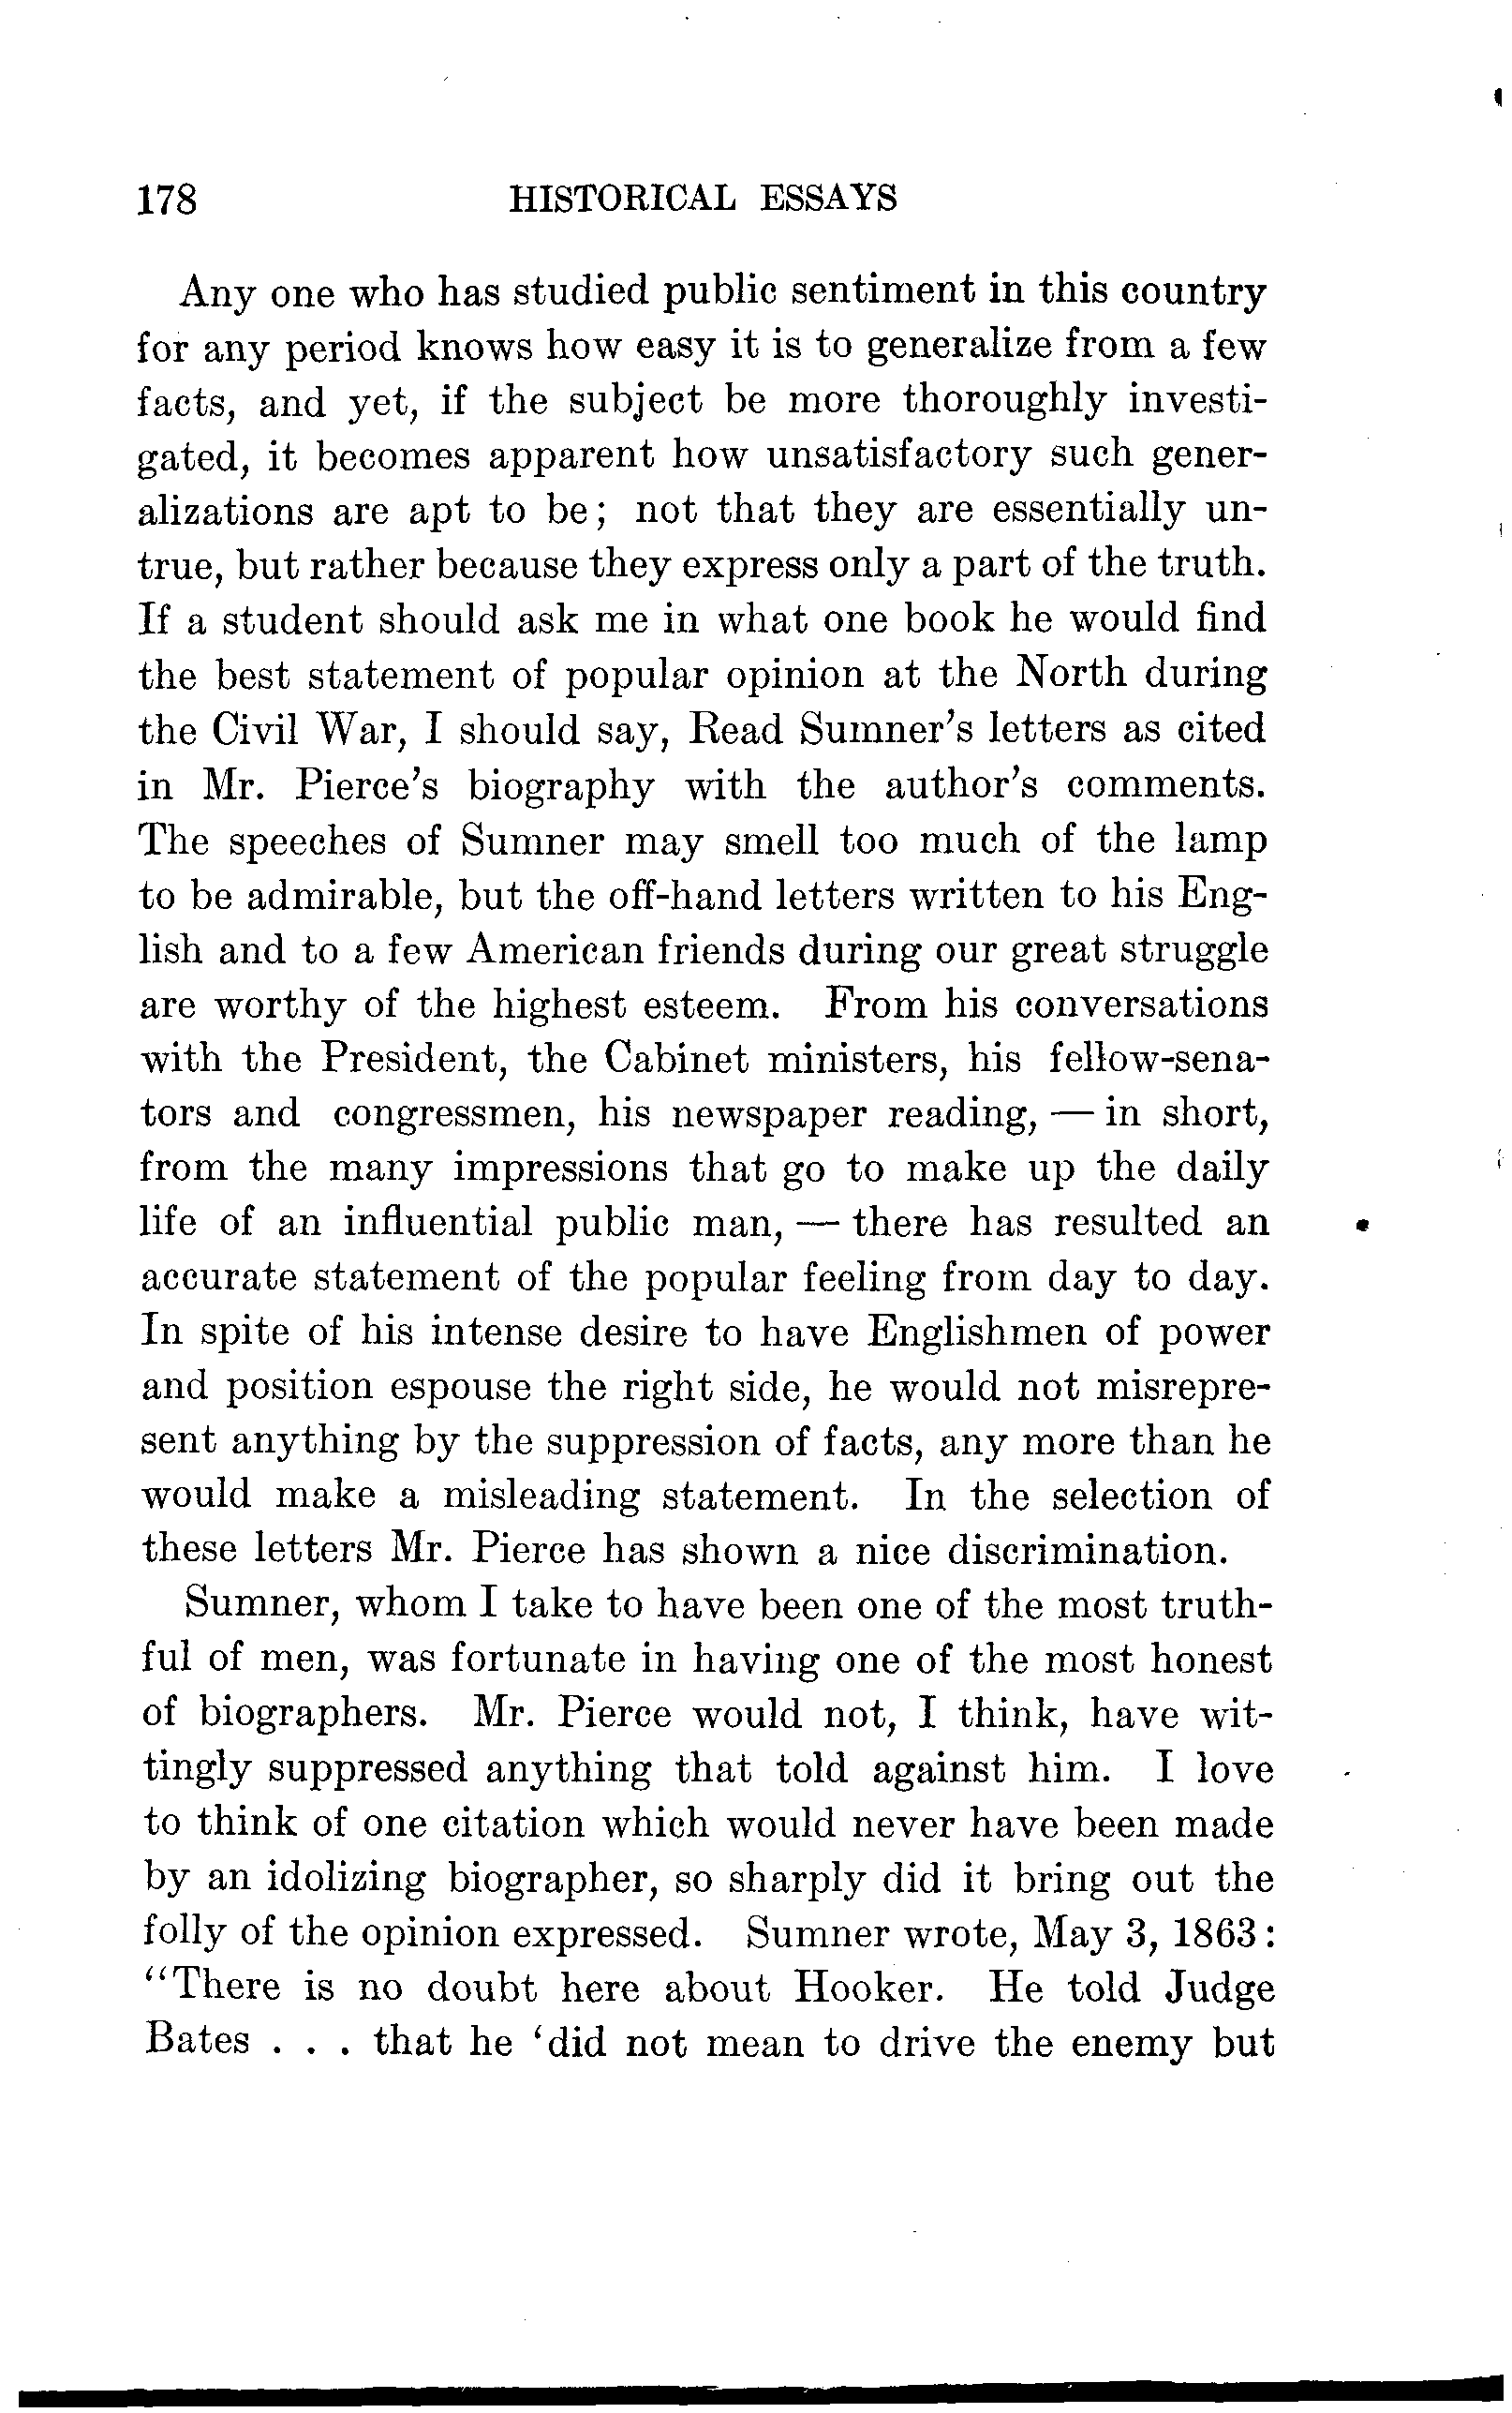 178 HISTORICAL ESSAYS
Any one who has studied public sentiment in this country
for any period knows how easy it is to generalize from a few
facts, and yet, if the subject be more thoroughly investi-
gated, it becomes apparent how unsatisfactory such gener-
alizations are apt to be; not that they are essentially un-
true, but rather because they express only a part of the truth.
If a student should ask me in what one book he would find
the best statement of popular opinion at the North during
the Civil War, I should say, Read Sumner's letters as cited
in Mr. Pierce's biography with the author's comments.
The speeches of Sumner may smell too much of the lamp
to be admirable, but the off-hand letters written to his Eng-
lish and to a few American friends during our great struggle
are worthy of the highest esteem. From his conversations
with the President, the Cabinet ministers, his fellow-sena-
tors and congressmen, his newspaper reading, — in short,
from the many impressions that go to make up the daily
life of an influential public man, — there has resulted an
accurate statement of the popular feeling from day to day.
In spite of his intense desire to have Englishmen of power
and position espouse the right side, he would not misrepre-
sent anything by the suppression of facts, any more than he
would make a misleading statement. In the selection of
these letters Mr. Pierce has shown a nice discrimination.
Sumner, whom I take to have been one of the most truth-
ful of men, was fortunate in having one of the most honest
of biographers. Mr. Pierce would not, I think, have wit-
tingly suppressed anything that told against him. I love
to think of one citation which would never have been made
by an idolizing biographer, so sharply did it bring out the
folly of the opinion expressed. Sumner wrote, May 3, 1863:
“There is no doubt here about Hooker. He told Judge
Bates . . . that he ‘did not mean to drive the enemy but